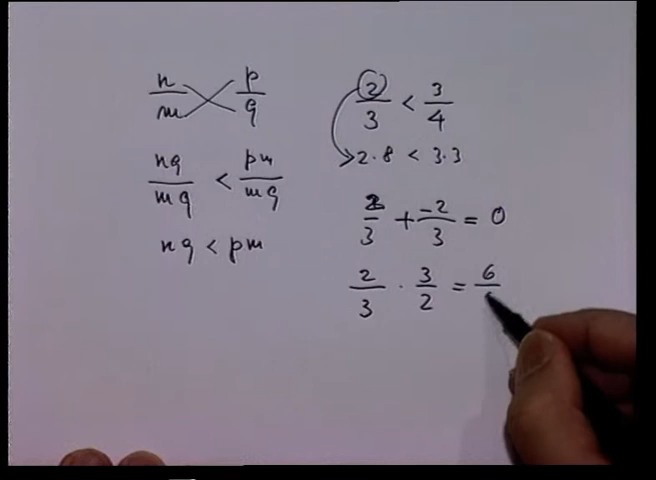 n/m p/q
nq/mq < pm/mq
nq < pm
2/3 < 3/4
2·8 < 3·3
2/3 + -2/3 = 0
2/3 · 3/2 = 6/